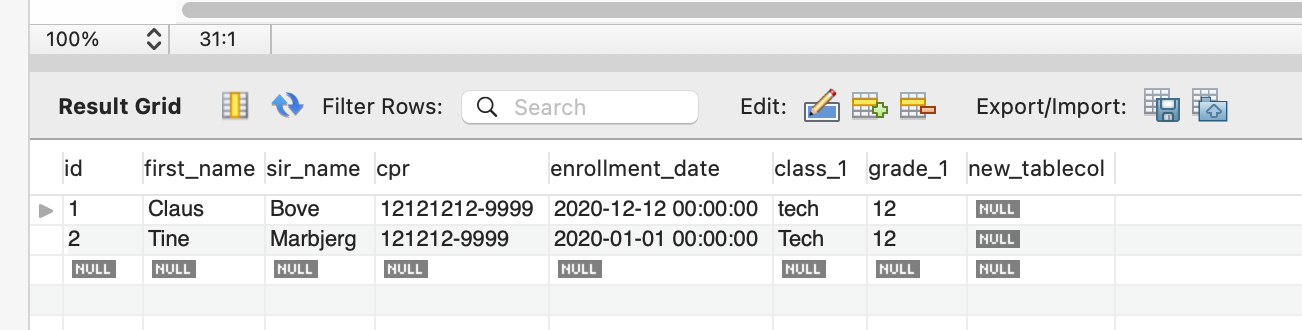 100% 31:1
Result Grid Filter Rows: Search Edit: Export/Import:
id first_name sir_name cpr enrollment_date class_1 grade_1 new_tablecol
1 Claus Bove 12121212-9999 2020-12-12 00:00:00 tech 12 NULL
2 Tine Marbjerg 121212-9999 2020-01-01 00:00:00 Tech 12 NULL
NULL NULL NULL NULL NULL NULL NULL NULL